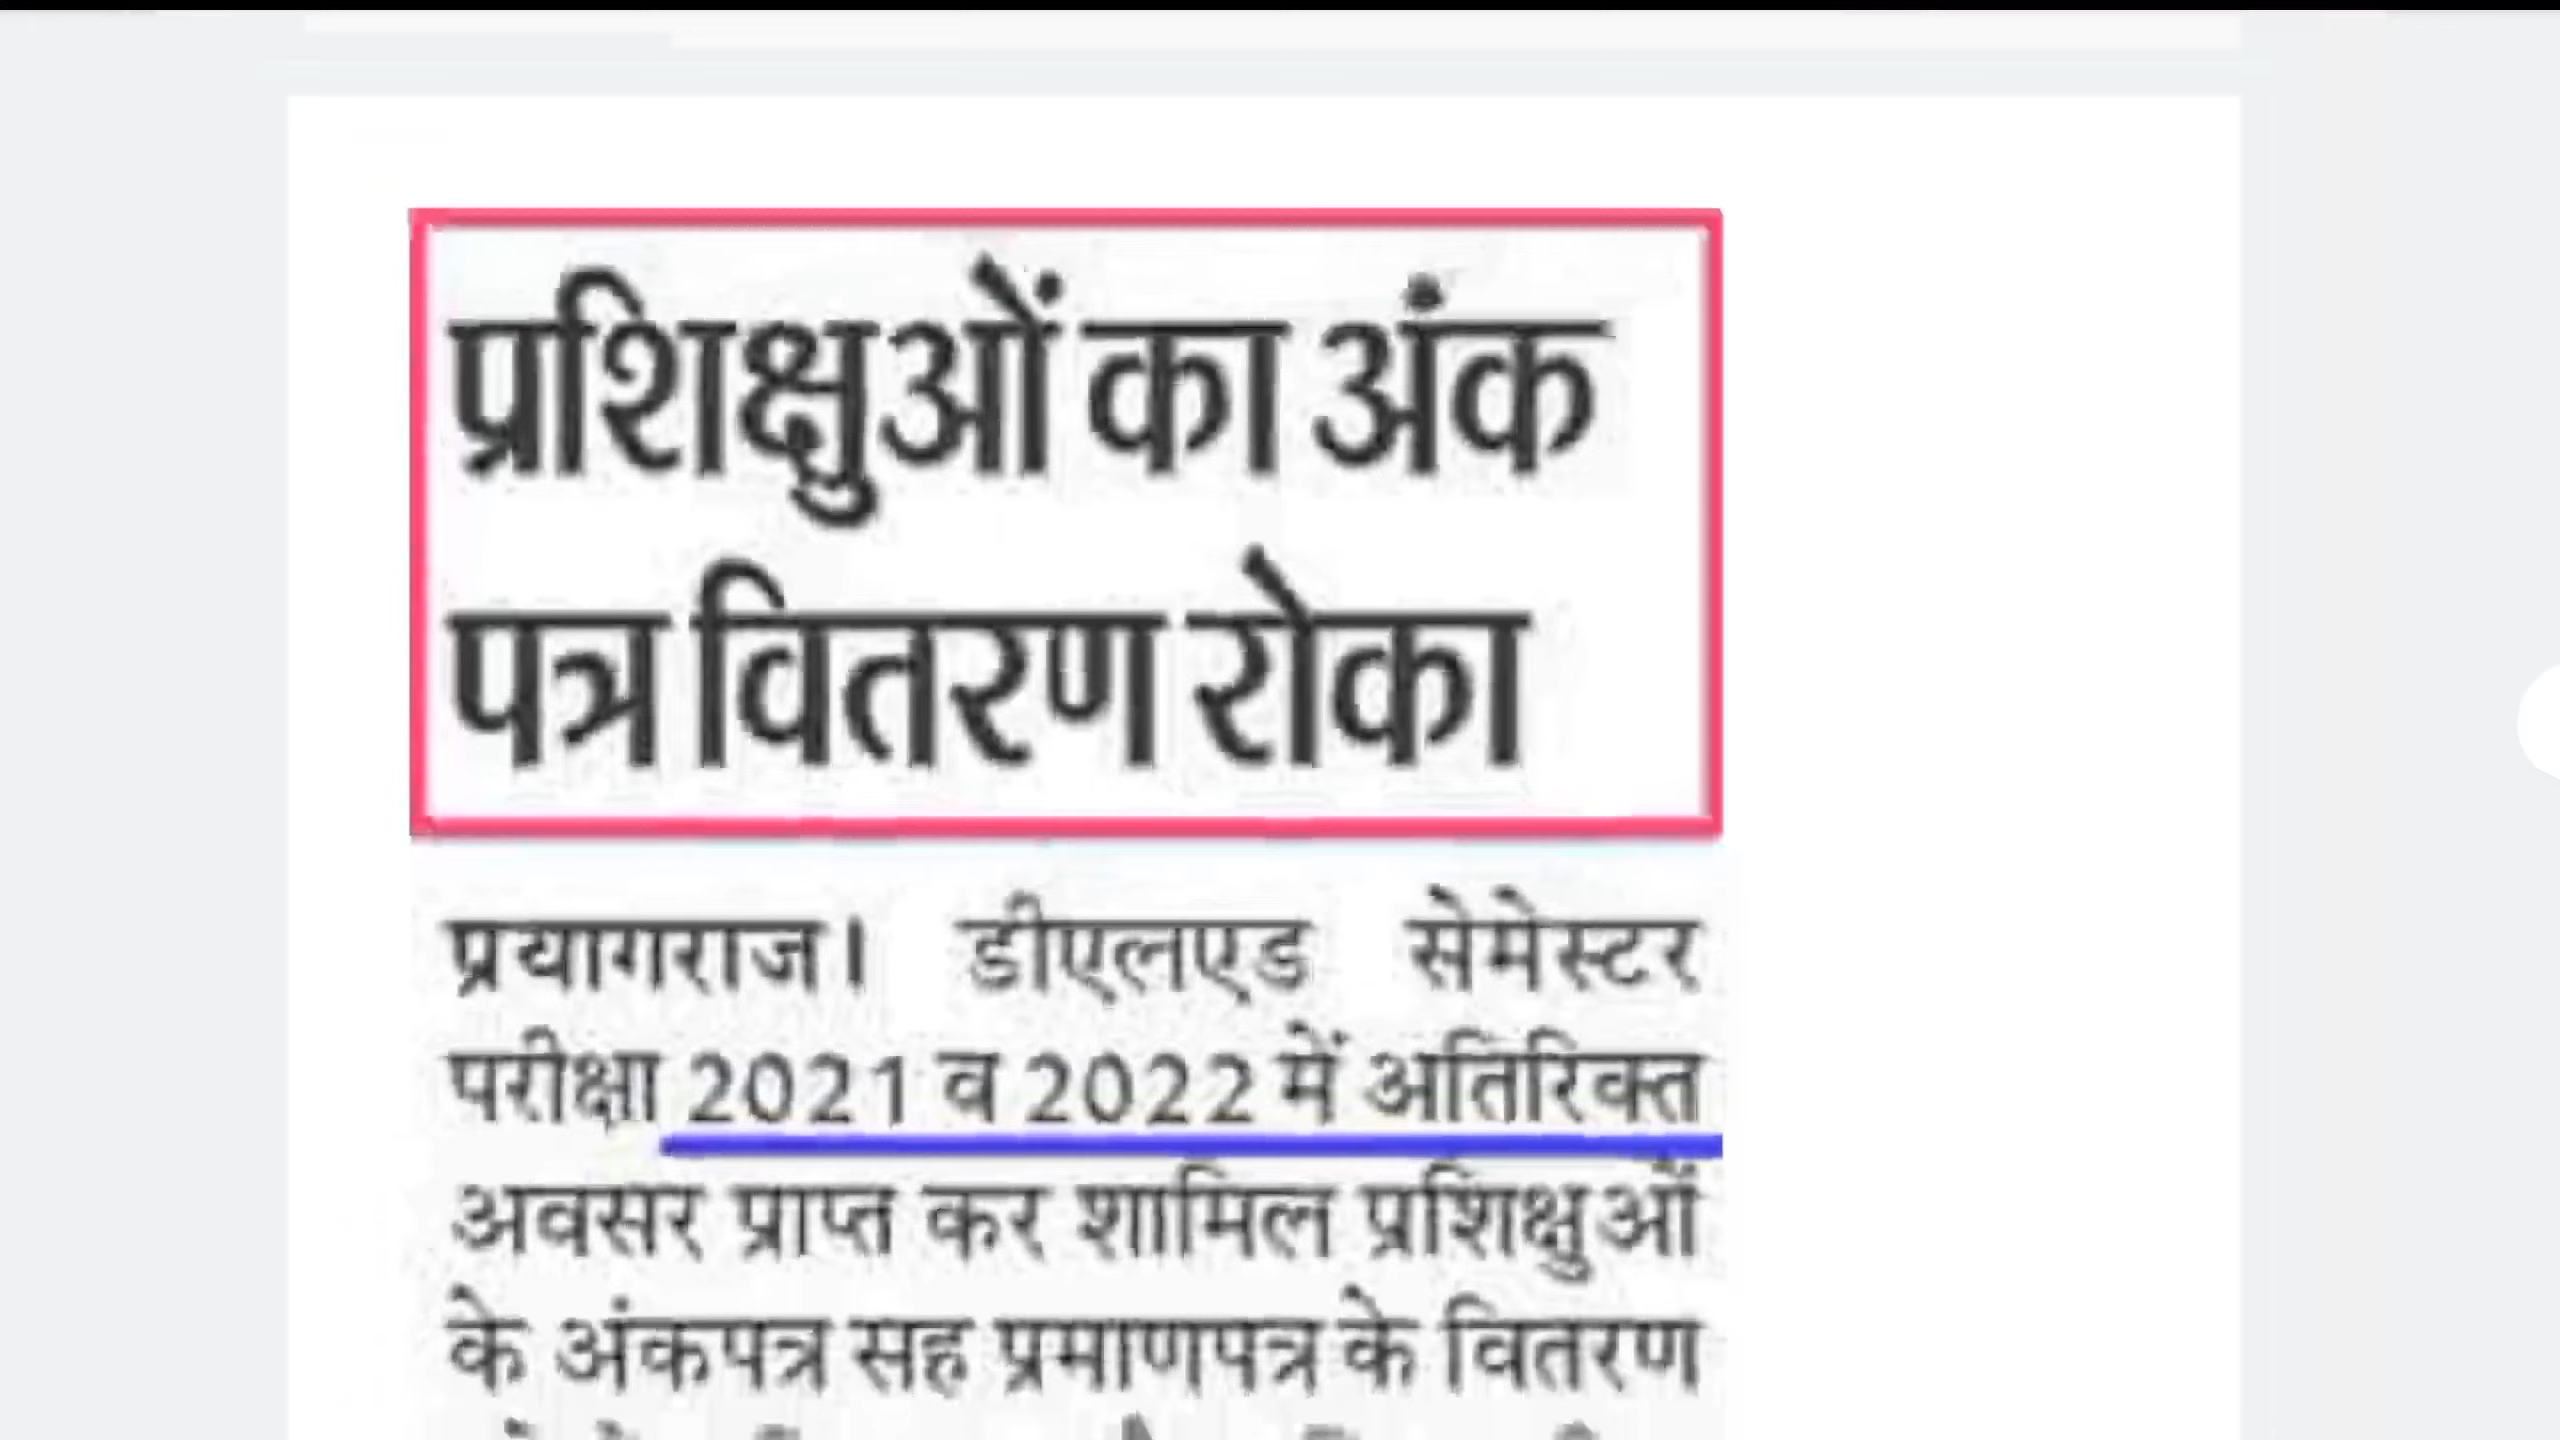 प्रशिक्षुओं का अंक
पत्र वितरण रोका
प्रयागराज। डीएलएड सेमेस्टर
परीक्षा 2021 व 2022 में अतिरिक्त
अवसर प्राप्त कर शामिल प्रशिक्षुओं
के अंकपत्र सह प्रमाणपत्र के वितरण